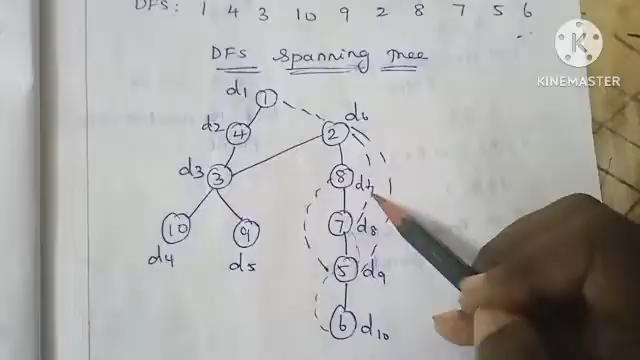 DFS: 1 4 3 10 9 2 8 7 5 6
DFS Spanning Tree
K
KINEMASTER
d1 1
d6
d2 4 2
d3 3 8 d7
10 9 7 d8
d4 d5 5 d9
6 d10